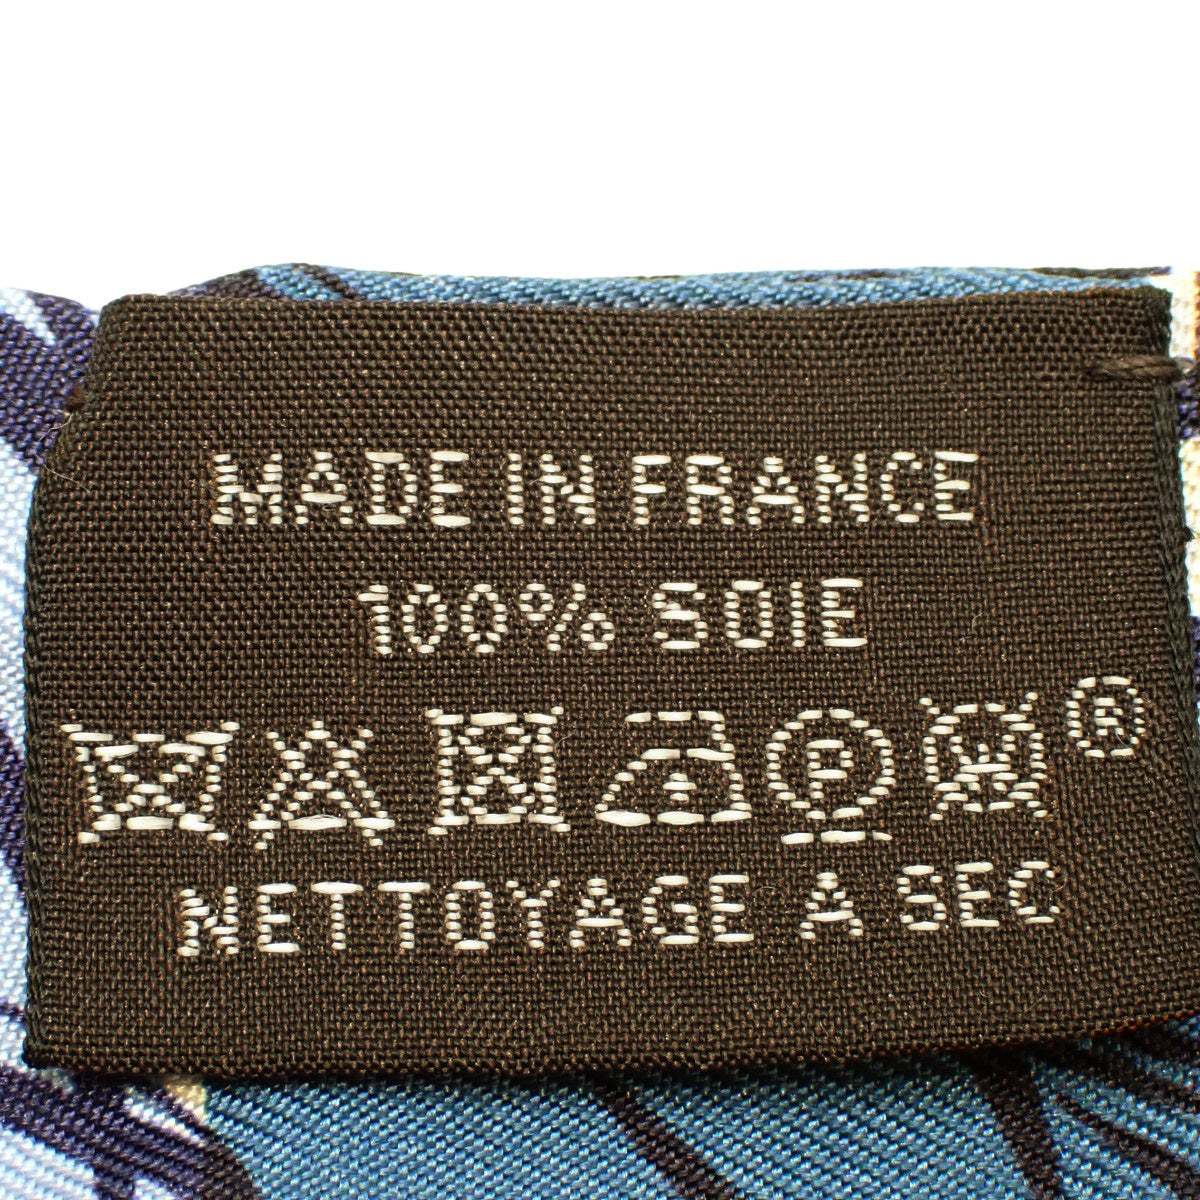 MADE IN FRANCE
100% SOIE
P W ®
NETTOYAGE A SEC